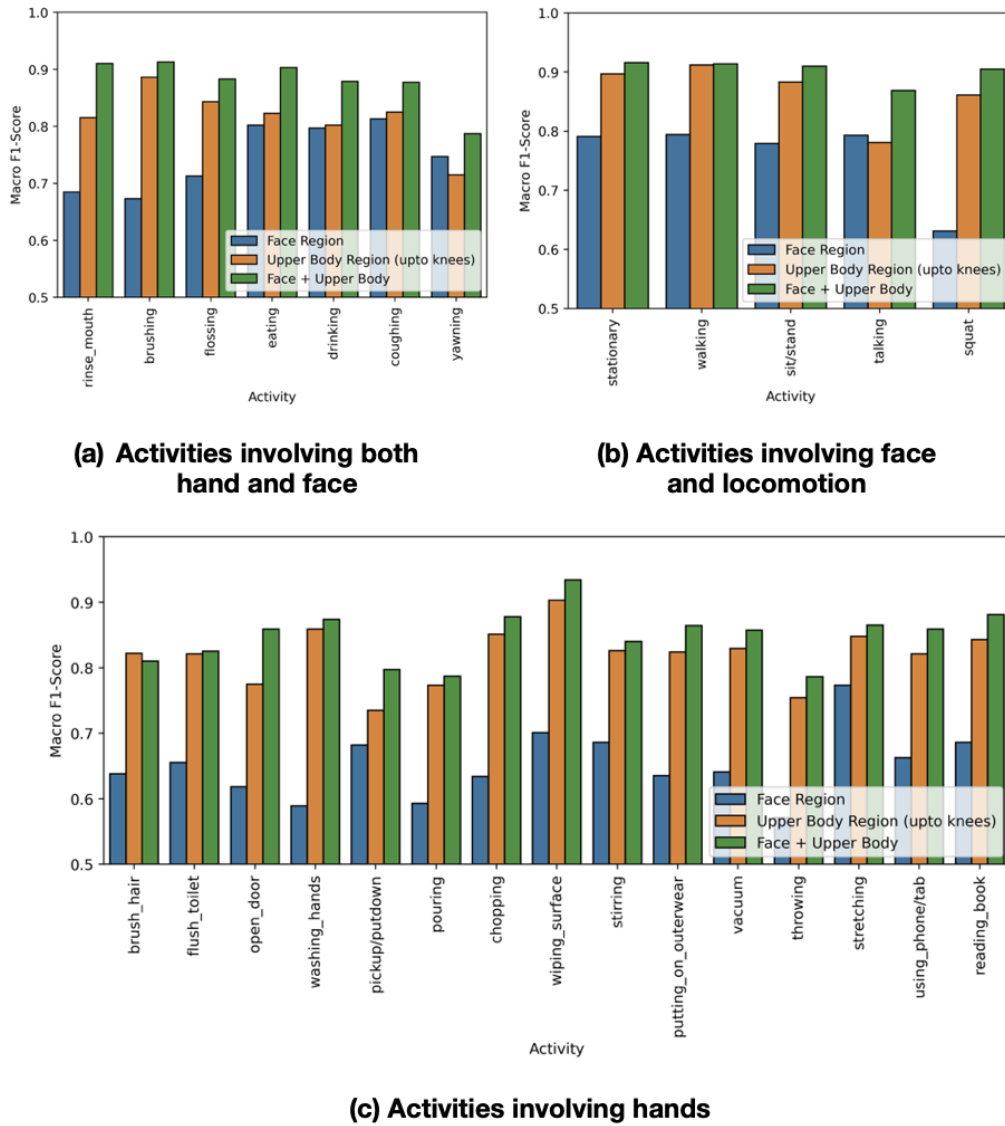 1.0
0.9
0.8
0.7
0.6
0.5
Macro F1-Score
Face Region
Upper Body Region (upto knees)
Face + Upper Body
rinse_mouth
brushing
flossing
eating
drinking
coughing
yawning
Activity
(a) Activities involving both
hand and face
1.0
0.9
0.8
0.7
0.6
0.5
Macro F1-Score
Face Region
Upper Body Region (upto knees)
Face + Upper Body
stationary
walking
sit/stand
talking
squat
Activity
(b) Activities involving face
and locomotion
1.0
0.9
0.8
0.7
0.6
0.5
Macro F1-Score
Face Region
Upper Body Region (upto knees)
Face + Upper Body
brush_hair
flush_toilet
open_door
washing_hands
pickup/putdown
pouring
chopping
wiping_surface
stirring
putting_on_outerwear
vacuum
throwing
stretching
using_phone/tab
reading_book
Activity
(c) Activities involving hands